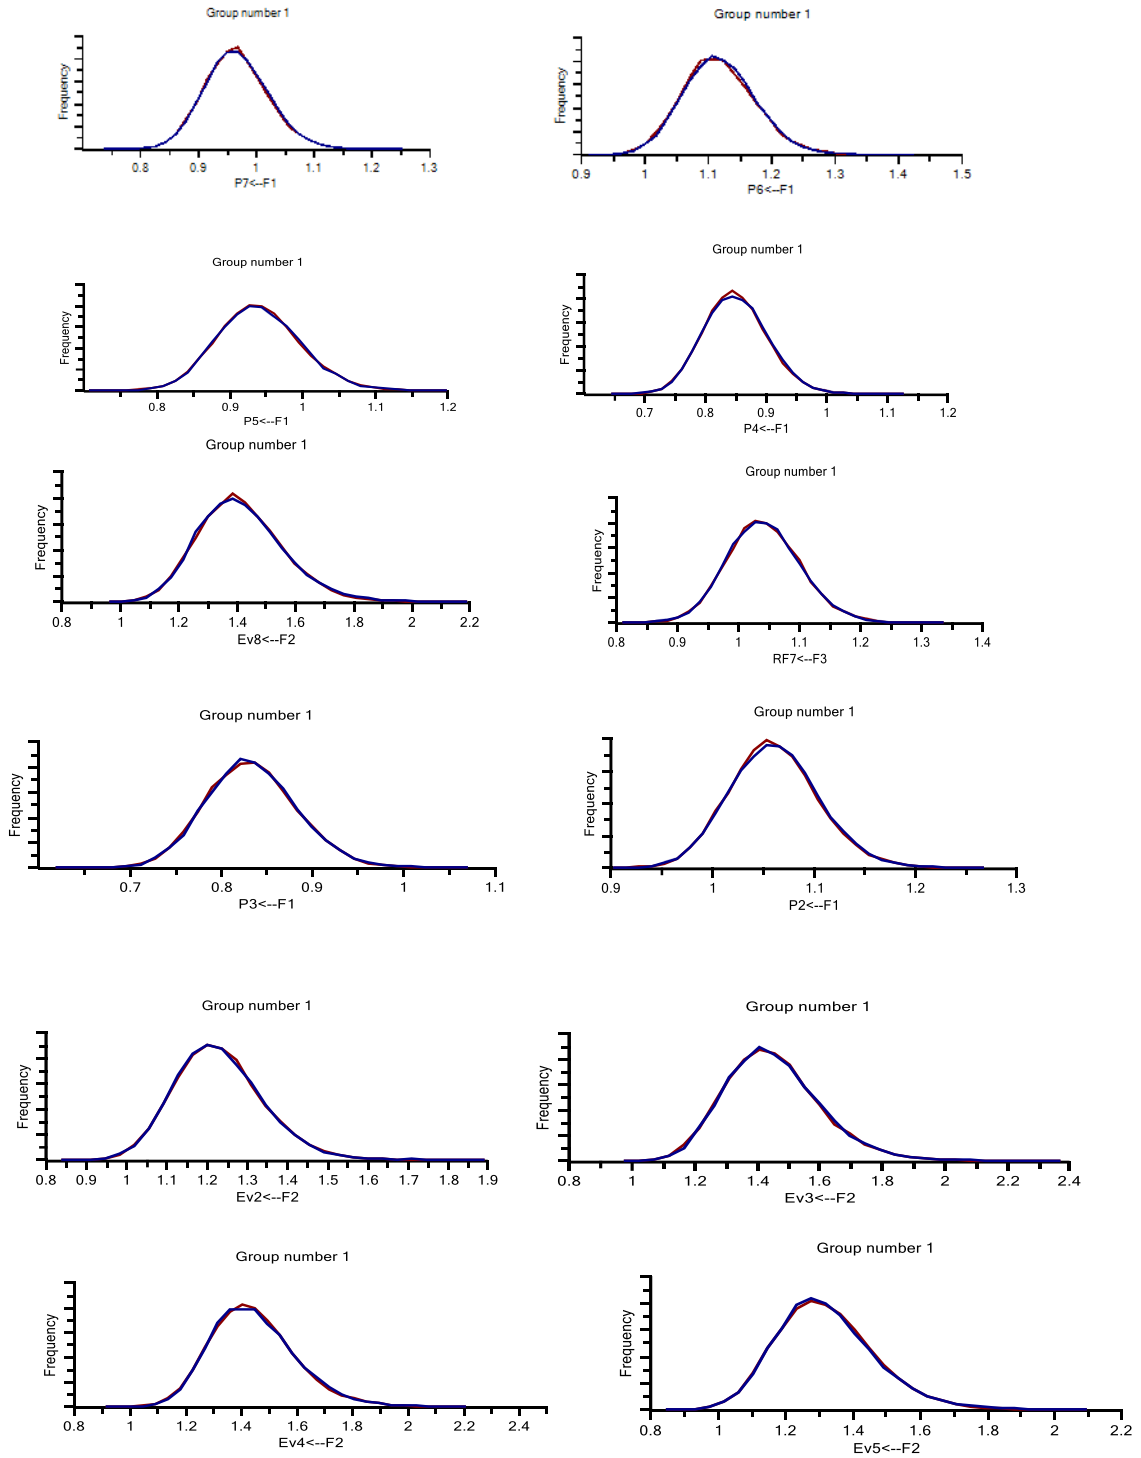 Group number 1
Frequency
0.8 0.9 1 1.1 1.2 1.3
P7<--F1
Group number 1
Frequency
0.9 1 1.1 1.2 1.3 1.4 1.5
P6<--F1
Group number 1
Frequency
0.8 0.9 1 1.1 1.2
P5<--F1
Group number 1
Frequency
0.7 0.8 0.9 1 1.1 1.2
P4<--F1
Group number 1
Frequency
0.8 1 1.2 1.4 1.6 1.8 2 2.2
Ev8<--F2
Group number 1
Frequency
0.8 0.9 1 1.1 1.2 1.3 1.4
RF7<--F3
Group number 1
Frequency
0.7 0.8 0.9 1 1.1
P3<--F1
Group number 1
Frequency
0.9 1 1.1 1.2 1.3
P2<--F1
Group number 1
Frequency
0.8 0.9 1 1.1 1.2 1.3 1.4 1.5 1.6 1.7 1.8 1.9
Ev2<--F2
Group number 1
Frequency
0.8 1 1.2 1.4 1.6 1.8 2 2.2 2.4
Ev3<--F2
Group number 1
Frequency
0.8 1 1.2 1.4 1.6 1.8 2 2.2 2.4
Ev4<--F2
Group number 1
Frequency
0.8 1 1.2 1.4 1.6 1.8 2 2.2
Ev5<--F2